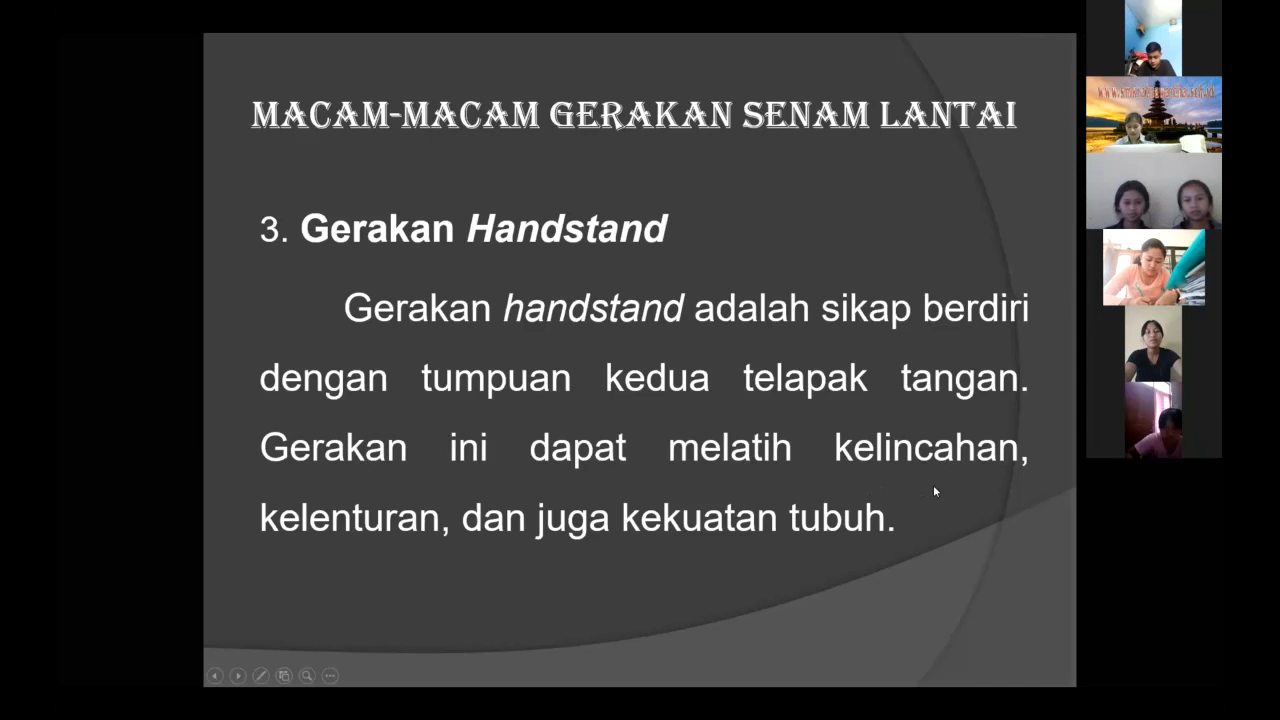 MACAM-MACAM GERAKAN SENAM LANTAI
3. Gerakan Handstand
Gerakan handstand adalah sikap berdiri
dengan tumpuan kedua telapak tangan.
Gerakan ini dapat melatih kelincahan,
kelenturan, dan juga kekuatan tubuh.